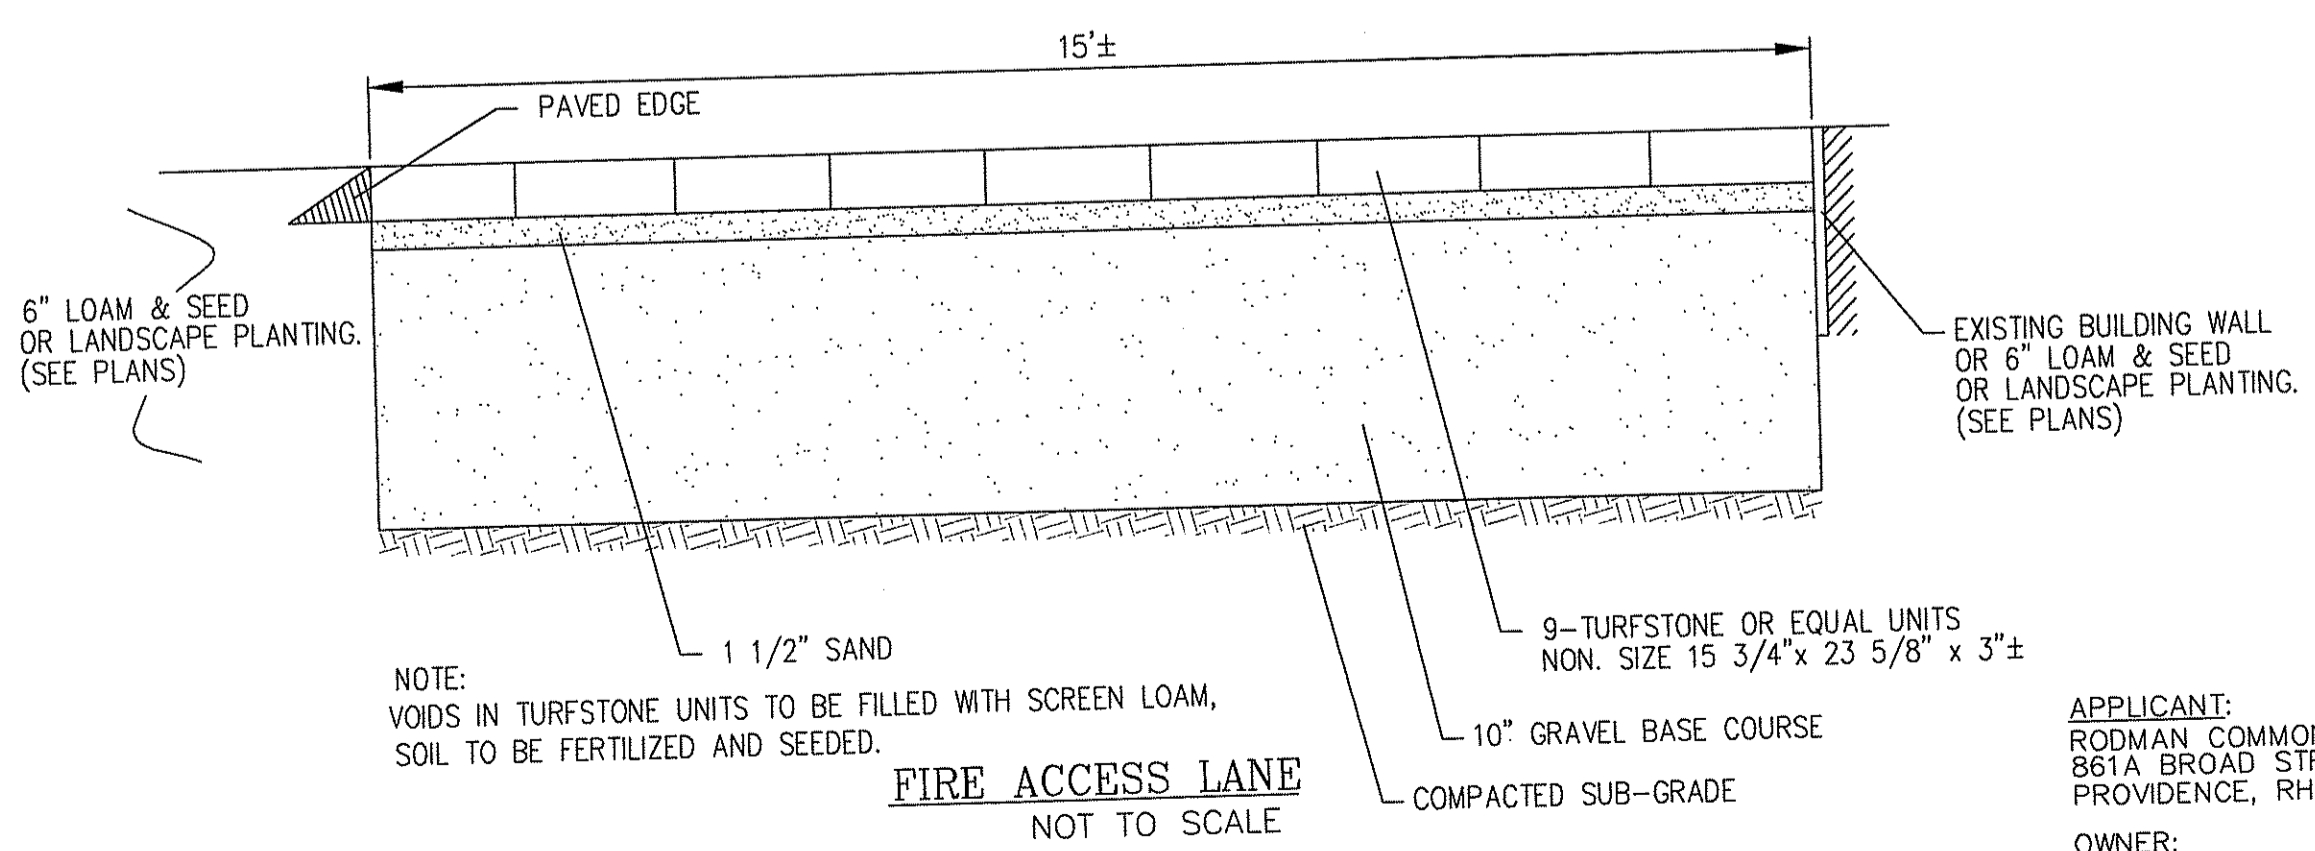 15'±
PAVED EDGE
6" LOAM & SEED
OR LANDSCAPE PLANTING.
(SEE PLANS)
EXISTING BUILDING WALL
OR 6" LOAM & SEED
OR LANDSCAPE PLANTING.
(SEE PLANS)
1 1/2" SAND
9-TURFSTONE OR EQUAL UNITS
NON. SIZE 15 3/4"x 23 5/8" x 3"±
NOTE:
VOIDS IN TURFSTONE UNITS TO BE FILLED WITH SCREEN LOAM,
SOIL TO BE FERTILIZED AND SEEDED.
10" GRAVEL BASE COURSE
COMPACTED SUB-GRADE
FIRE ACCESS LANE
NOT TO SCALE
APPLICANT:
RODMAN
861A BROAD
PROVIDENCE,
OWNER: